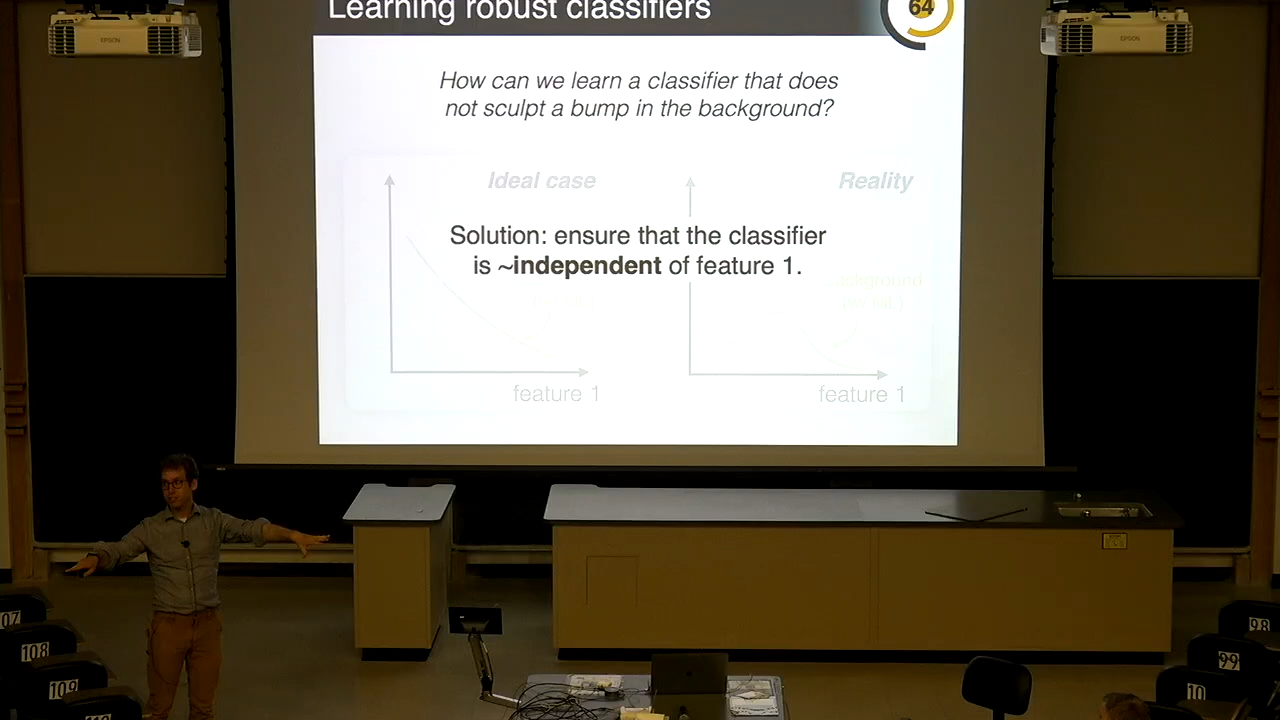 EPSON
Learning robust classifiers
64
EPSON
How can we learn a classifier that does
not sculpt a bump in the background?
Ideal case
Reality
Solution: ensure that the classifier
is ~independent of feature 1.
feature 1
feature 1
107
108
109
98
99
10